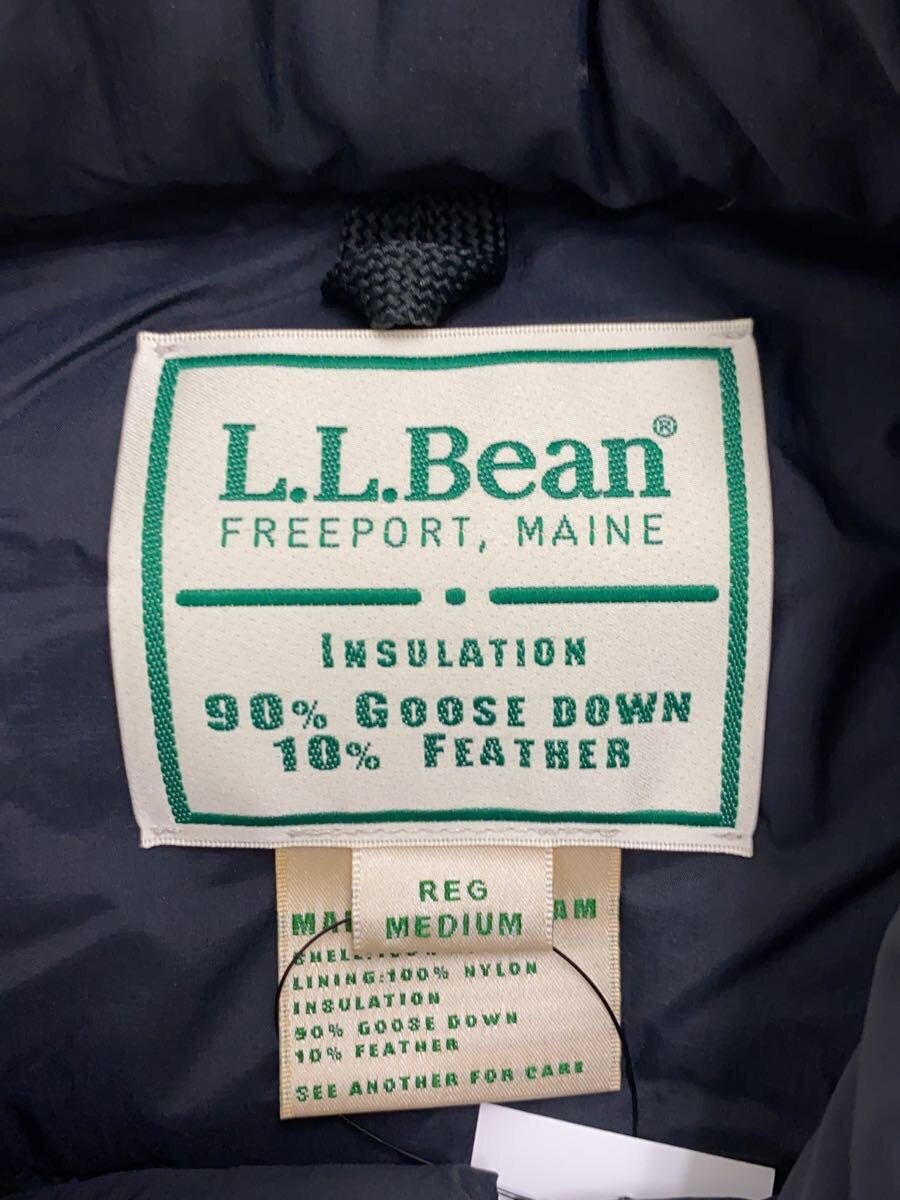 L.L.Bean®
FREEPORT, MAINE
INSULATION
90% GOOSE DOWN
10% FEATHER
REG
MEDIUM
LINING:100% NYLON
INSULATION
90% GOOSE DOWN
10% FEATHER
SEE ANOTHER FOR CARE